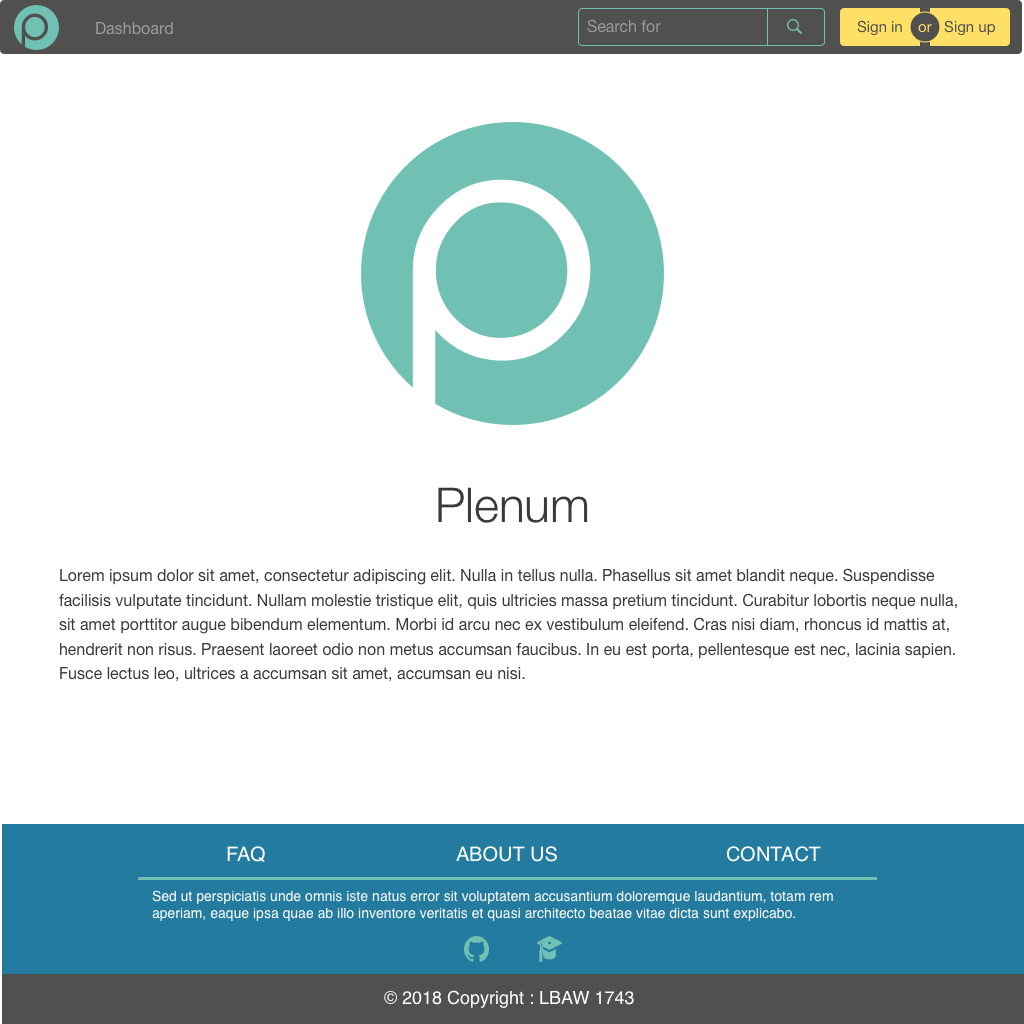 Dashboard
Search for
Sign in or Sign up
Plenum
Lorem ipsum dolor sit amet, consectetur adipiscing elit. Nulla in tellus nulla. Phasellus sit amet blandit neque. Suspendisse
facilisis vulputate tincidunt. Nullam molestie tristique elit, quis ultricies massa pretium tincidunt. Curabitur lobortis neque nulla,
sit amet porttitor augue bibendum elementum. Morbi id arcu nec ex vestibulum eleifend. Cras nisi diam, rhoncus id mattis at,
hendrerit non risus. Praesent laoreet odio non metus accumsan faucibus. In eu est porta, pellentesque est nec, lacinia sapien.
Fusce lectus leo, ultrices a accumsan sit amet, accumsan eu nisi.
FAQ ABOUT US CONTACT
Sed ut perspiciatis unde omnis iste natus error sit voluptatem accusantium doloremque laudantium, totam rem
aperiam, eaque ipsa quae ab illo inventore veritatis et quasi architecto beatae vitae dicta sunt explicabo.
© 2018 Copyright : LBAW 1743